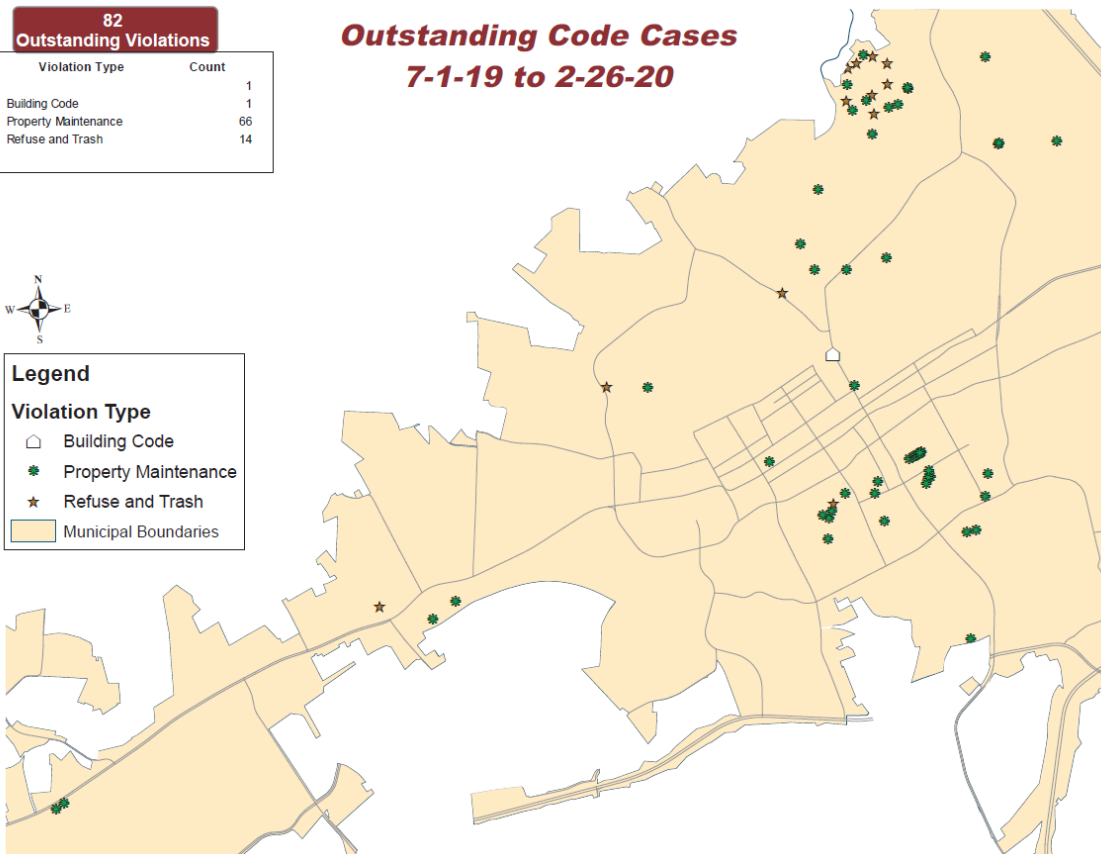 82
Outstanding Violations
Outstanding Code Cases
7-1-19 to 2-26-20
Violation Type Count
1
Building Code 1
Property Maintenance 66
Refuse and Trash 14
N
W E
S
Legend
Violation Type
Building Code
Property Maintenance
Refuse and Trash
Municipal Boundaries